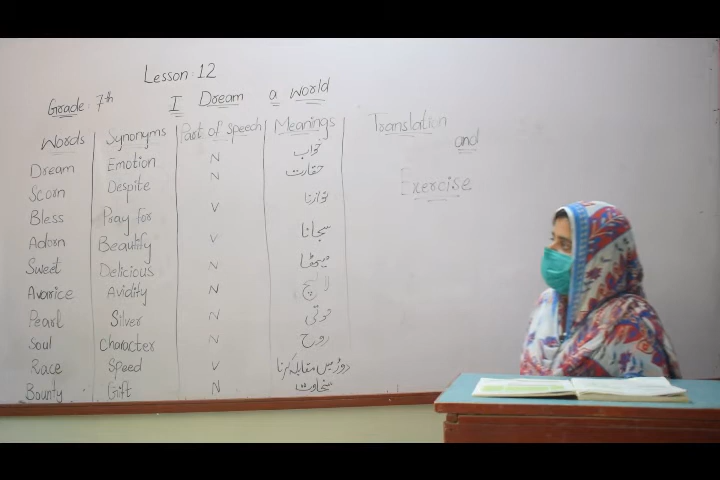 Lesson: 12
Grade: 7th I Dream a world
Words Synonyms Part of Speech Meanings
Dream Emotion N خواب
Scorn Despite N حقارت
Bless Pray for V نوازنا
Adorn Beautify V سجانا
Sweet Delicious N میٹھا
Avarice Avidity N لالچ
Pearl Silver N موتی
Soul Character N روح
Race Speed V دوڑ میں مقابلہ کرنا
Bounty Gift N سخاوت
Translation
and
Exercise